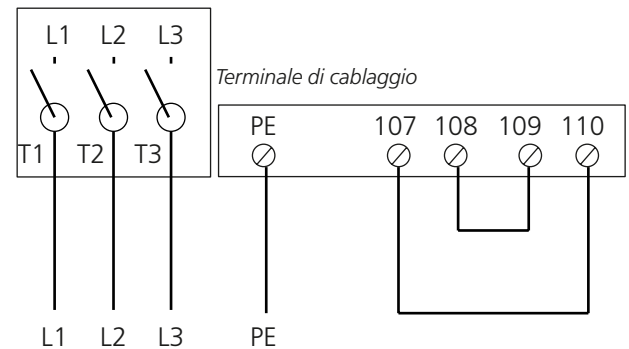 L1 L2 L3
Terminale di cablaggio
PE 107 108 109 110
T1 T2 T3
L1 L2 L3 PE